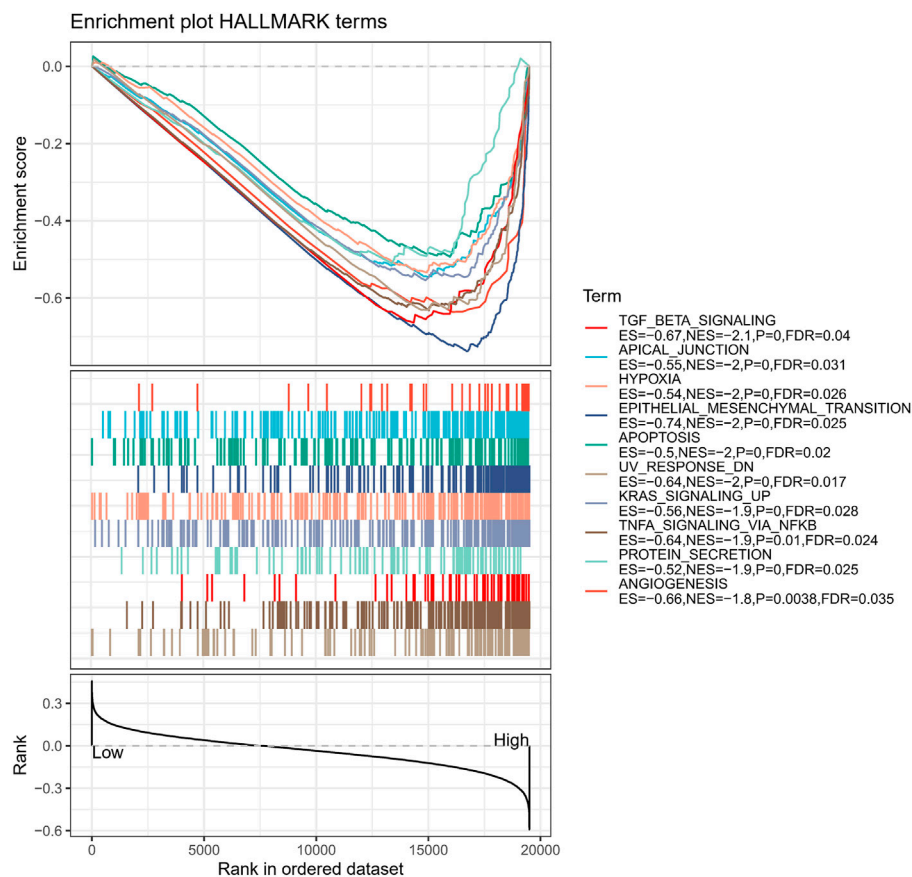 Enrichment plot HALLMARK terms
Enrichment score
0.0
−0.2
−0.4
−0.6
Rank
0.3
0.0
−0.3
−0.6
Low
High
0
5000
10000
15000
20000
Rank in ordered dataset
Term
TGF_BETA_SIGNALING
ES=−0.67,NES=−2.1,P=0,FDR=0.04
APICAL_JUNCTION
ES=−0.55,NES=−2,P=0,FDR=0.031
HYPOXIA
ES=−0.54,NES=−2,P=0,FDR=0.026
EPITHELIAL_MESENCHYMAL_TRANSITION
ES=−0.74,NES=−2,P=0,FDR=0.025
APOPTOSIS
ES=−0.5,NES=−2,P=0,FDR=0.02
UV_RESPONSE_DN
ES=−0.64,NES=−2,P=0,FDR=0.017
KRAS_SIGNALING_UP
ES=−0.56,NES=−1.9,P=0,FDR=0.028
TNFA_SIGNALING_VIA_NFKB
ES=−0.64,NES=−1.9,P=0.01,FDR=0.024
PROTEIN_SECRETION
ES=−0.52,NES=−1.9,P=0,FDR=0.025
ANGIOGENESIS
ES=−0.66,NES=−1.8,P=0.0038,FDR=0.035